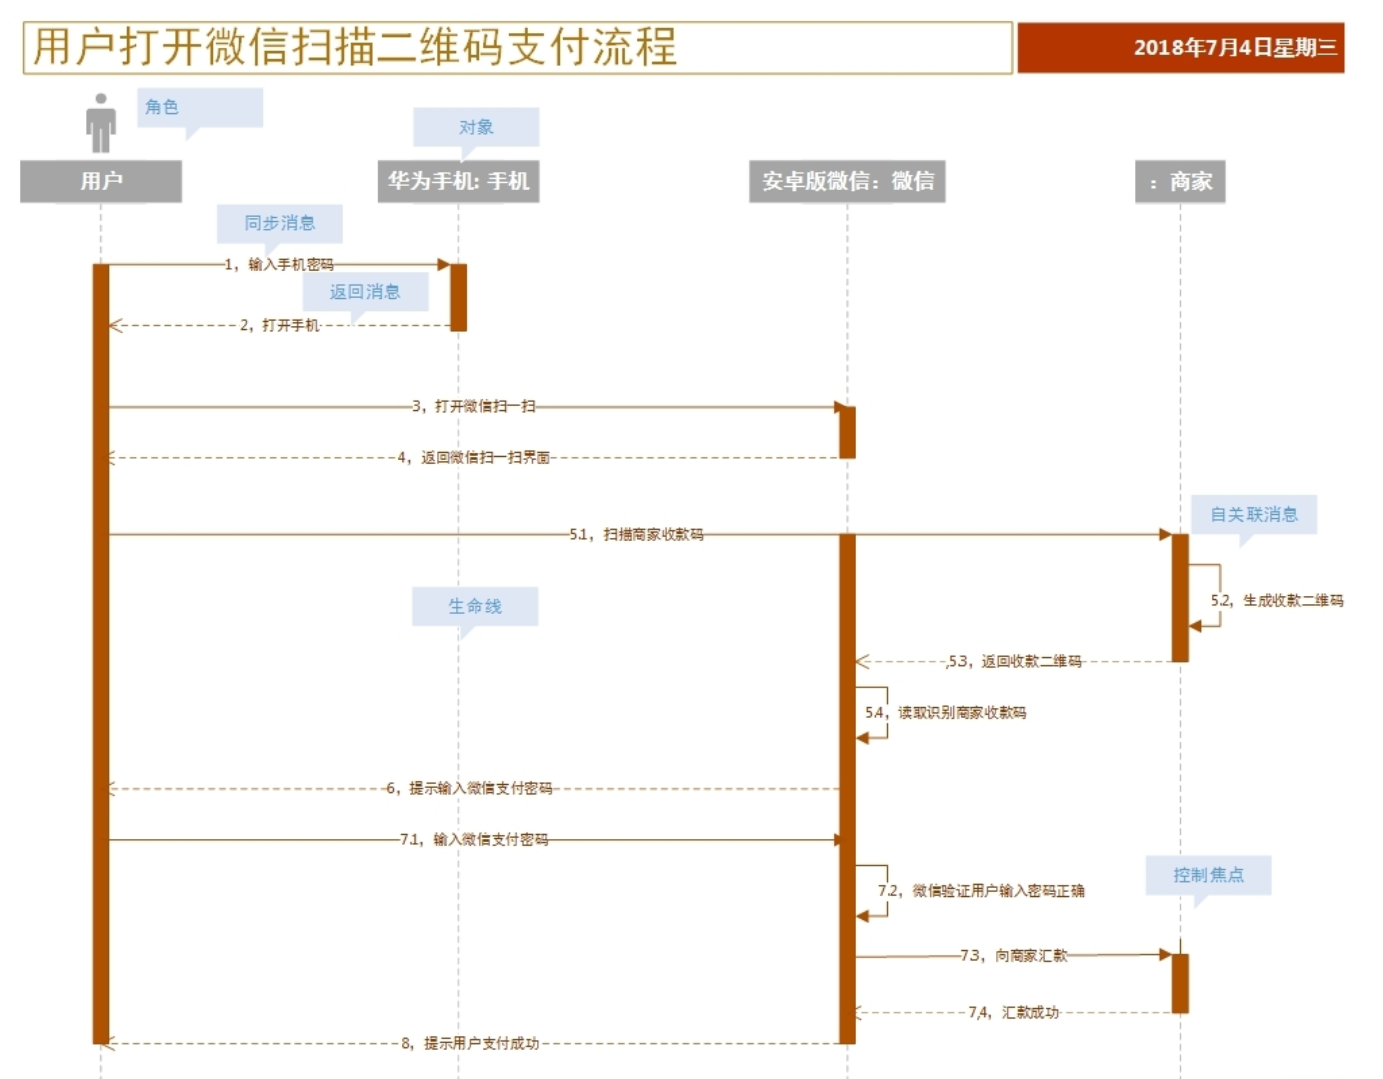 用户打开微信扫描二维码支付流程
2018年7月4日星期三
角色
对象
用户
华为手机: 手机
安卓版微信：微信
：商家
同步消息
1，输入手机密码
返回消息
2，打开手机
3，打开微信扫一扫
4，返回微信扫一扫界面
自关联消息
5.1，扫描商家收款码
5.2，生成收款二维码
生命线
5.3，返回收款二维码
5.4，读取识别商家收款码
6，提示输入微信支付密码
7.1，输入微信支付密码
控制焦点
7.2，微信验证用户输入密码正确
7.3，向商家汇款
7.4，汇款成功
8，提示用户支付成功